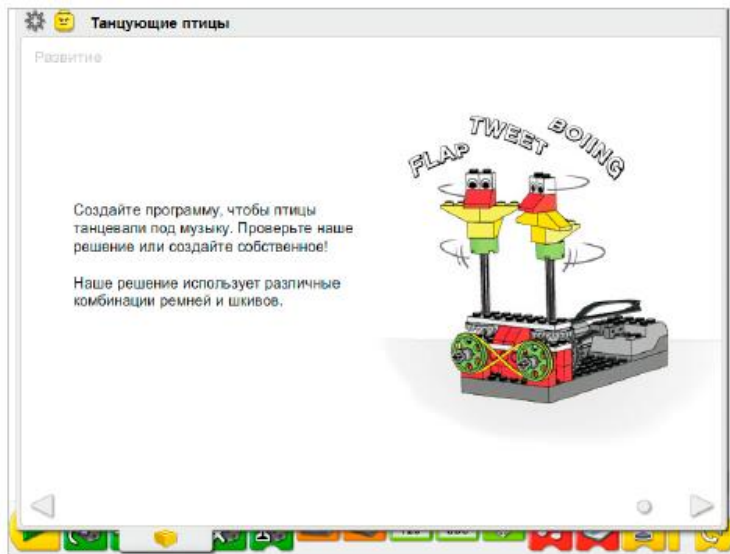 Танцующие птицы
Развитие
FLAP
TWEET
BOIING
Создайте программу, чтобы птицы
танцевали под музыку. Проверьте наше
решение или создайте собственное!
Наше решение использует различные
комбинации ремней и шкивов.